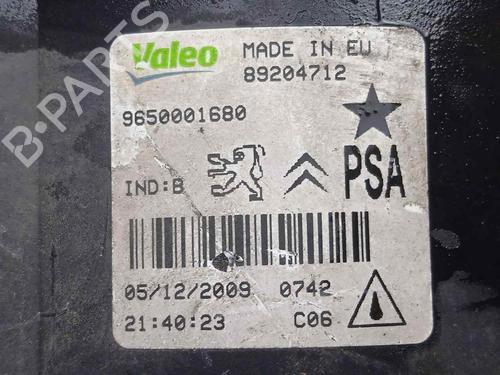 B-PARTS
Valeo
MADE IN EU
89204712
9650001680
IND:B
PSA
05/12/2009 0742
21:40:23 C06